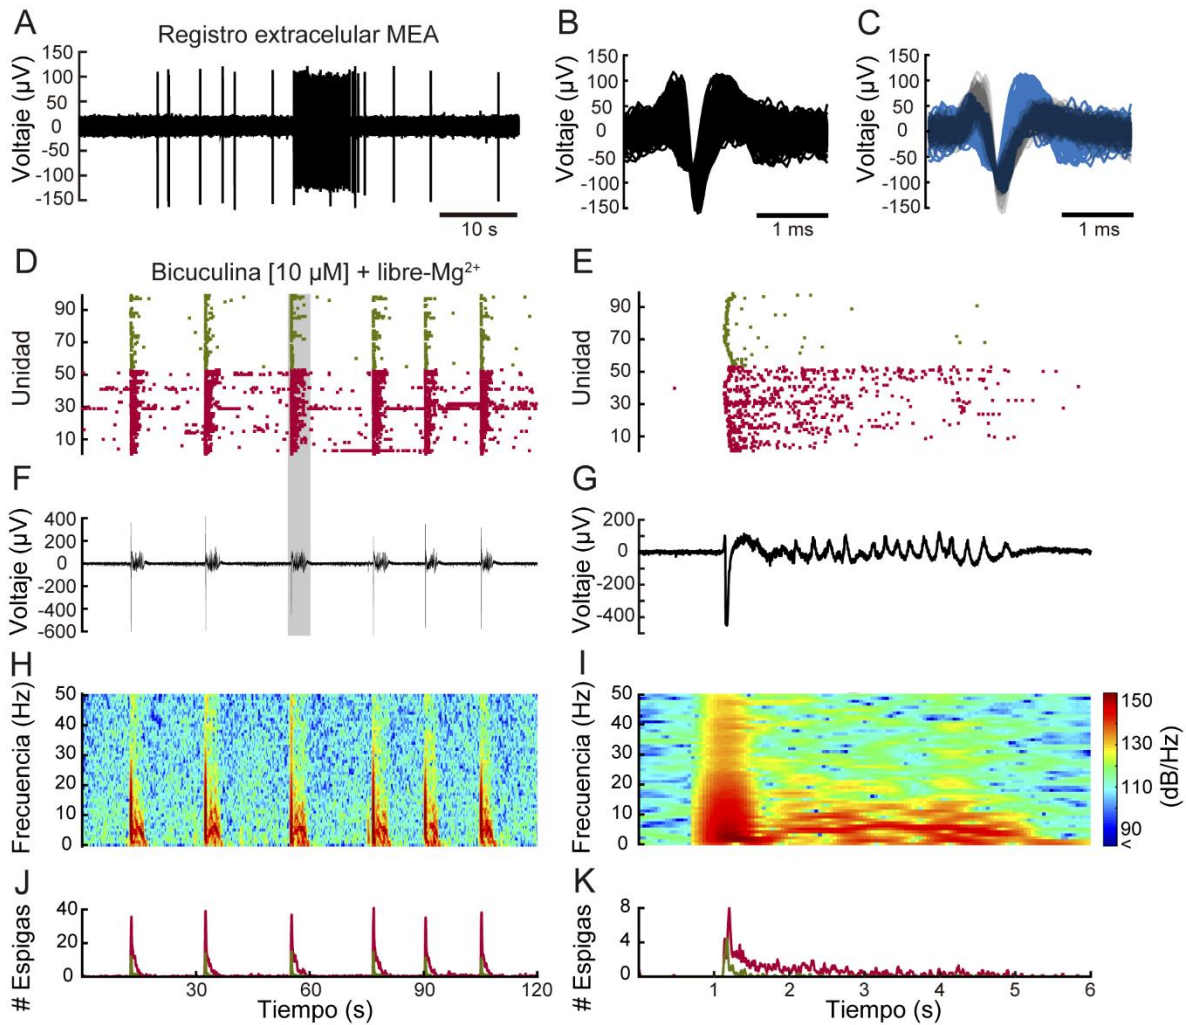 A
Registro extracelular MEA
Voltaje (µV)
150
100
50
0
-50
-100
-150
10 s
B
Voltaje (µV)
150
100
50
0
-50
-100
-150
1 ms
C
Voltaje (µV)
150
100
50
0
-50
-100
-150
1 ms
D
Bicuculina [10 µM] + libre-Mg²⁺
Unidad
90
70
50
30
10
E
Unidad
90
70
50
30
10
F
Voltaje (µV)
400
200
0
-200
-400
-600
G
Voltaje (µV)
200
0
-200
-400
H
Frecuencia (Hz)
50
40
30
20
10
0
I
Frecuencia (Hz)
50
40
30
20
10
0
150
130
110
90
<
(dB/Hz)
J
# Espigas
40
20
0
30
60
90
120
Tiempo (s)
K
# Espigas
8
4
0
1
2
3
4
5
6
Tiempo (s)